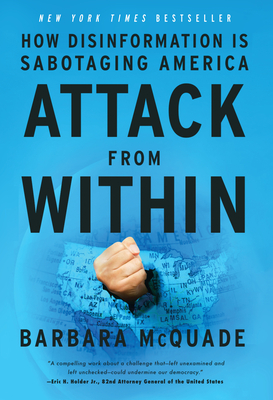 NEW YORK TIMES BESTSELLER
HOW DISINFORMATION IS
SABOTAGING AMERICA
ATTACK
FROM
WITHIN
BARBARA McQUADE
"A compelling work about a challenge that—left unexamined and
left unchecked—could undermine our democracy."
—Eric H. Holder Jr., 82nd Attorney General of the United States